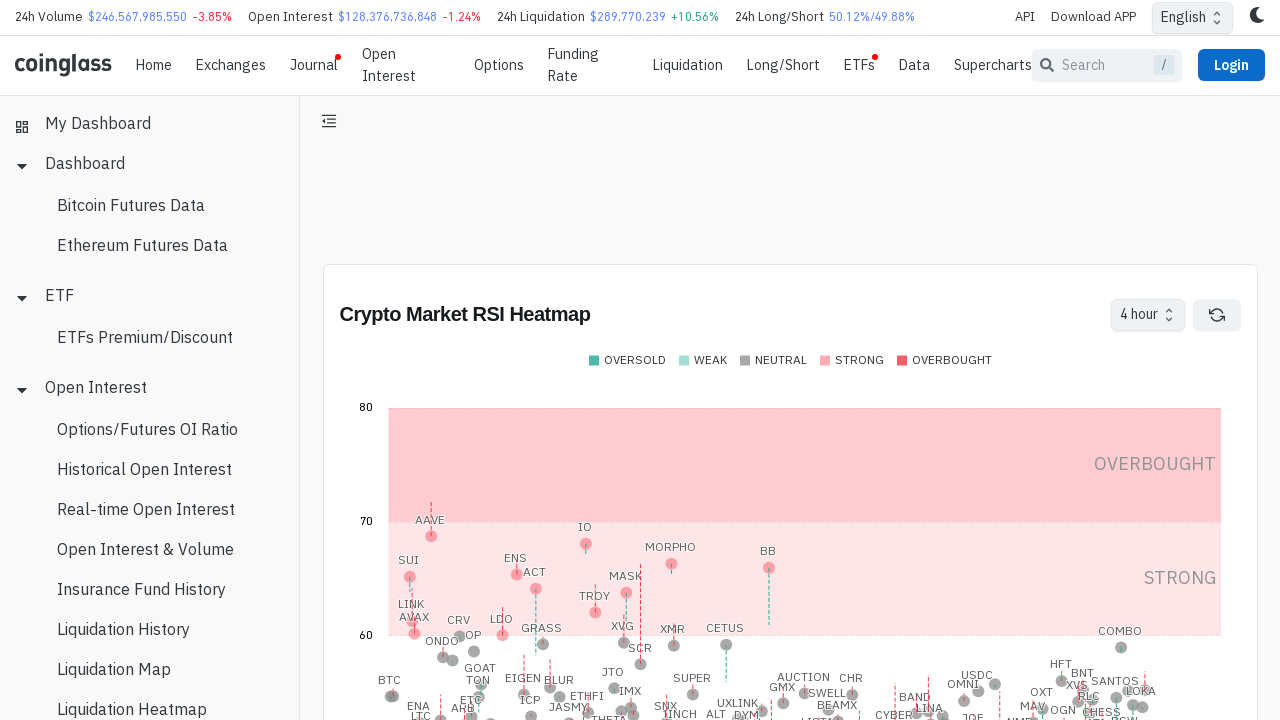 24h Volume $246,567,985,550 -3.85% Open Interest $128,376,736,848 -1.24% 24h Liquidation $289,770,239 +10.56% 24h Long/Short 50.12%/49.88% API Download APP English
coinglass Home Exchanges Journal Open Interest Options Funding Rate Liquidation Long/Short ETFs Data Supercharts Search / Login
My Dashboard
Dashboard
Bitcoin Futures Data
Ethereum Futures Data
ETF
ETFs Premium/Discount
Open Interest
Options/Futures OI Ratio
Historical Open Interest
Real-time Open Interest
Open Interest & Volume
Insurance Fund History
Liquidation History
Liquidation Map
Liquidation Heatmap
Crypto Market RSI Heatmap 4 hour
OVERSOLD WEAK NEUTRAL STRONG OVERBOUGHT
80
OVERBOUGHT
70
AAVE
IO
MORPHO
BB
SUI
ENS
ACT
MASK
STRONG
TRDY
LINK
AVAX
LDO
60
CRV
OP
ONDO
GRASS
XVG
XMR
CETUS
COMBO
SCR
GOAT
TON
BTC
EIGEN
BLUR
JTO
SUPER
AUCTION
CHR
USDC
HFT
BNT
XVS
SANTOS
OMNI
ENA
LTC
ETC
ARB
ICP
JASMY
ETHFI
IMX
SNX
UXLINK
GMX
SWELL
BEAMX
BAND
OXT
LOKA
ALT
CYBER
LINA
MAV
OGN
CHESS